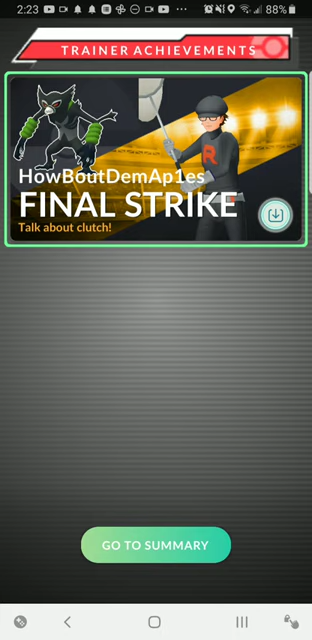 2:23
88%
TRAINER ACHIEVEMENTS
R
HowBoutDemAp1es
FINAL STRIKE
Talk about clutch!
GO TO SUMMARY